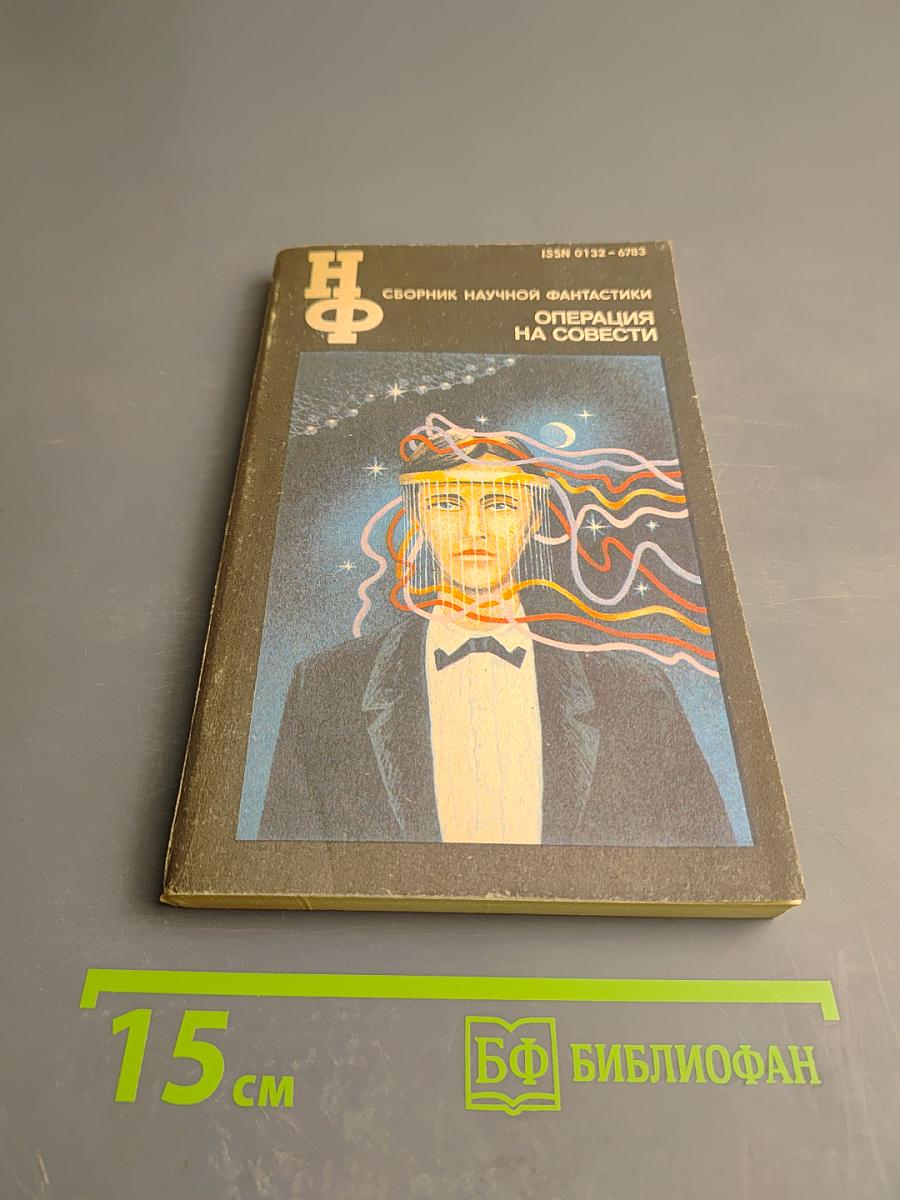 НФ
ISSN 0132-6783
СБОРНИК НАУЧНОЙ ФАНТАСТИКИ
ОПЕРАЦИЯ
НА СОВЕСТИ
15 см
БФ БИБЛИОФАН